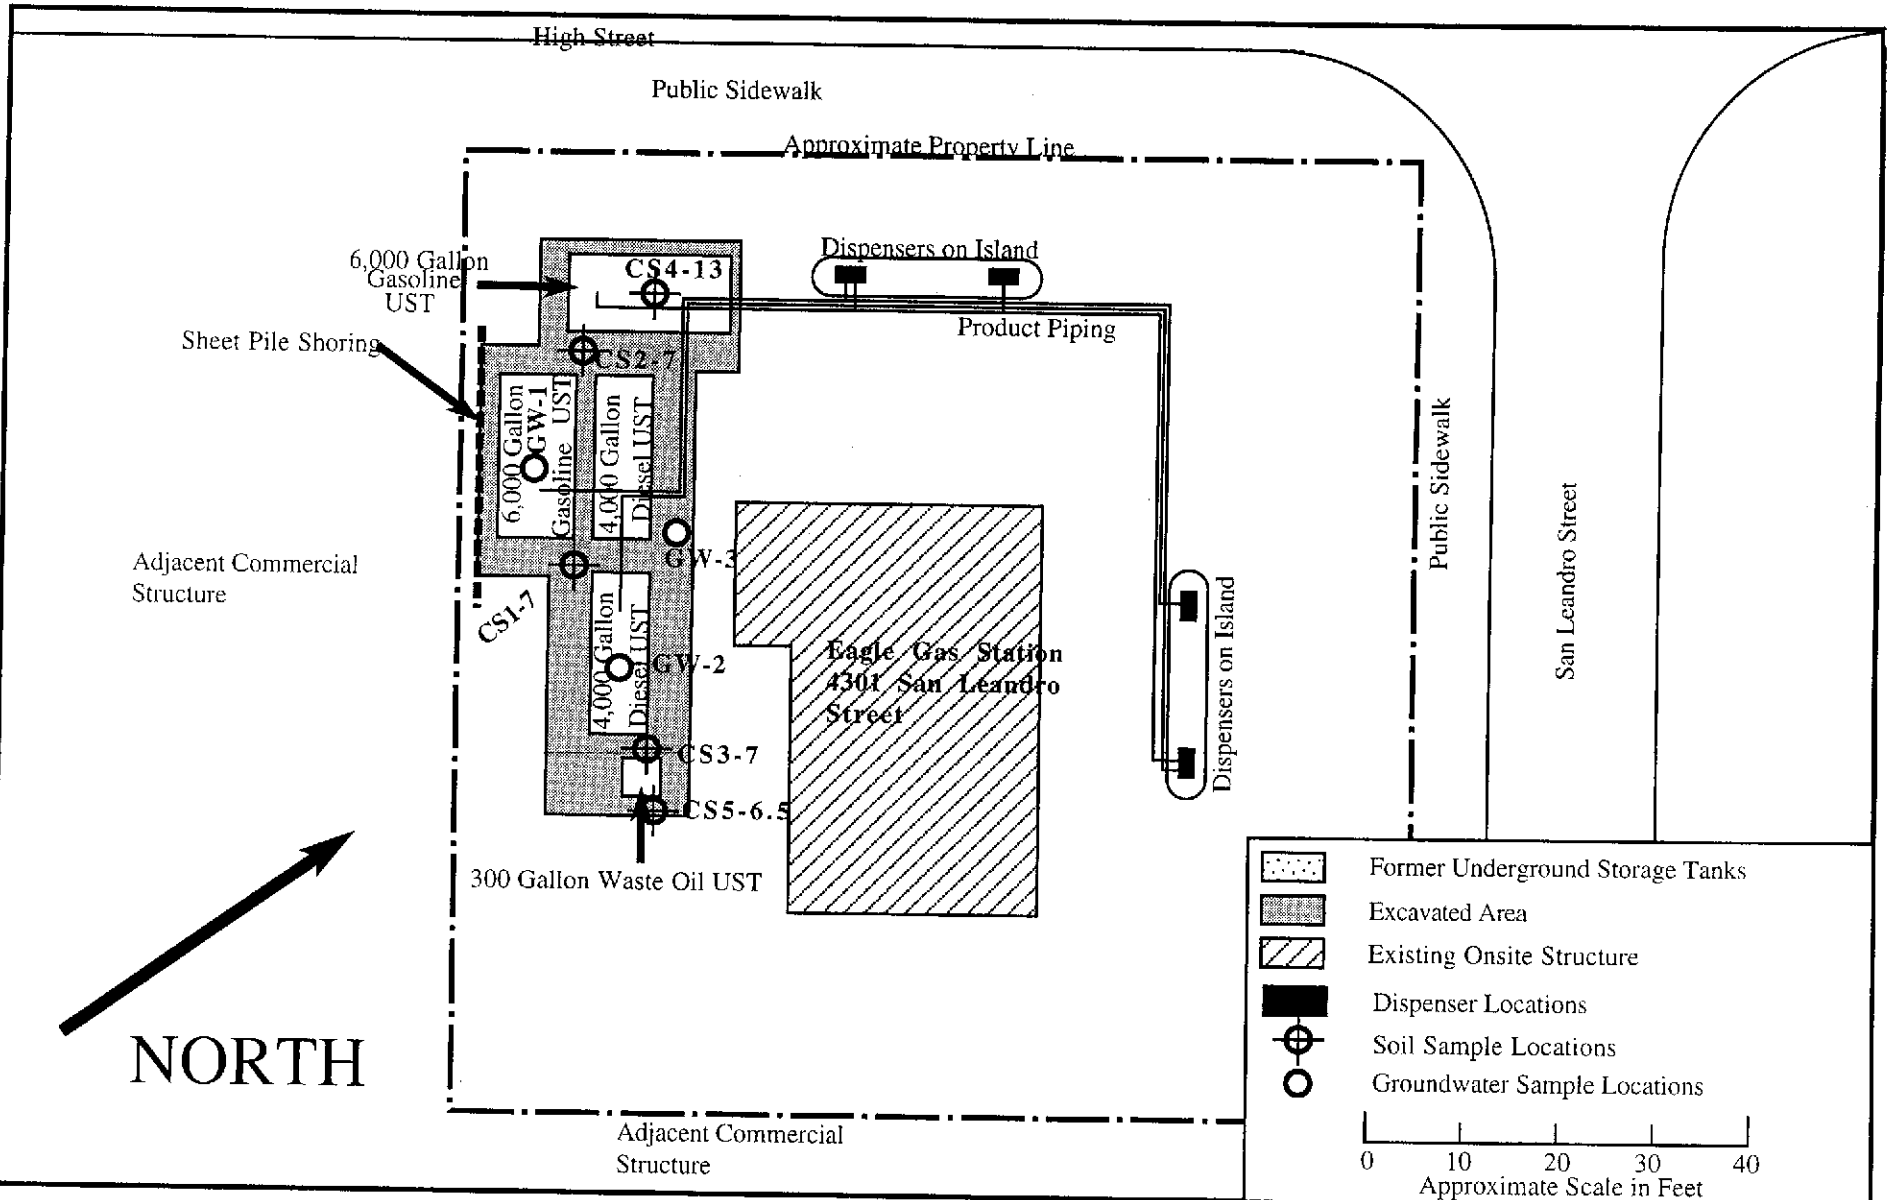 High Street
Public Sidewalk
Approximate Property Line
6,000 Gallon
Gasoline
UST
CS4-13
Dispensers on Island
Product Piping
Sheet Pile Shoring
CS2-7
6,000 Gallon
Gasoline UST
GW-1
4,000 Gallon
Diesel UST
GW-3
Adjacent Commercial
Structure
CS1-7
4,000 Gallon
Diesel UST
GW-2
Eagle Gas Station
4301 San Leandro
Street
CS3-7
CS5-6.5
300 Gallon Waste Oil UST
Dispensers on Island
Public Sidewalk
San Leandro Street
NORTH
Adjacent Commercial
Structure
Former Underground Storage Tanks
Excavated Area
Existing Onsite Structure
Dispenser Locations
Soil Sample Locations
Groundwater Sample Locations
0 10 20 30 40
Approximate Scale in Feet